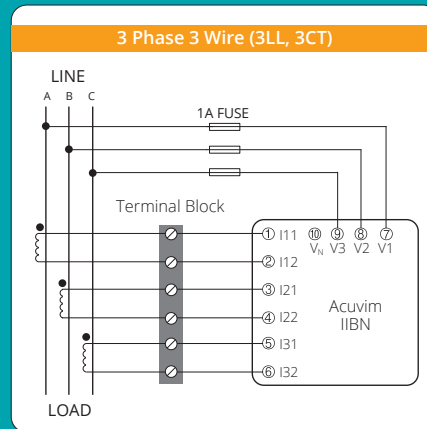 3 Phase 3 Wire (3LL, 3CT)
LINE
A B C
1A FUSE
Terminal Block
① I11
② I12
③ I21
④ I22
⑤ I31
⑥ I32
⑩ ⑨ ⑧ ⑦
VN V3 V2 V1
Acuvim
IIBN
LOAD